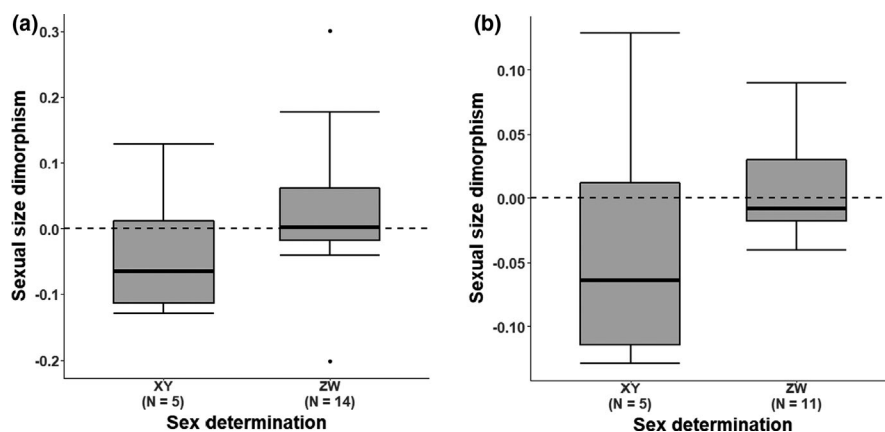 (a)
Sexual size dimorphism
0.3
0.2
0.1
0.0
-0.1
-0.2
XY
(N = 5)
ZW
(N = 14)
Sex determination
(b)
Sexual size dimorphism
0.10
0.05
0.00
-0.05
-0.10
XY
(N = 5)
ZW
(N = 11)
Sex determination